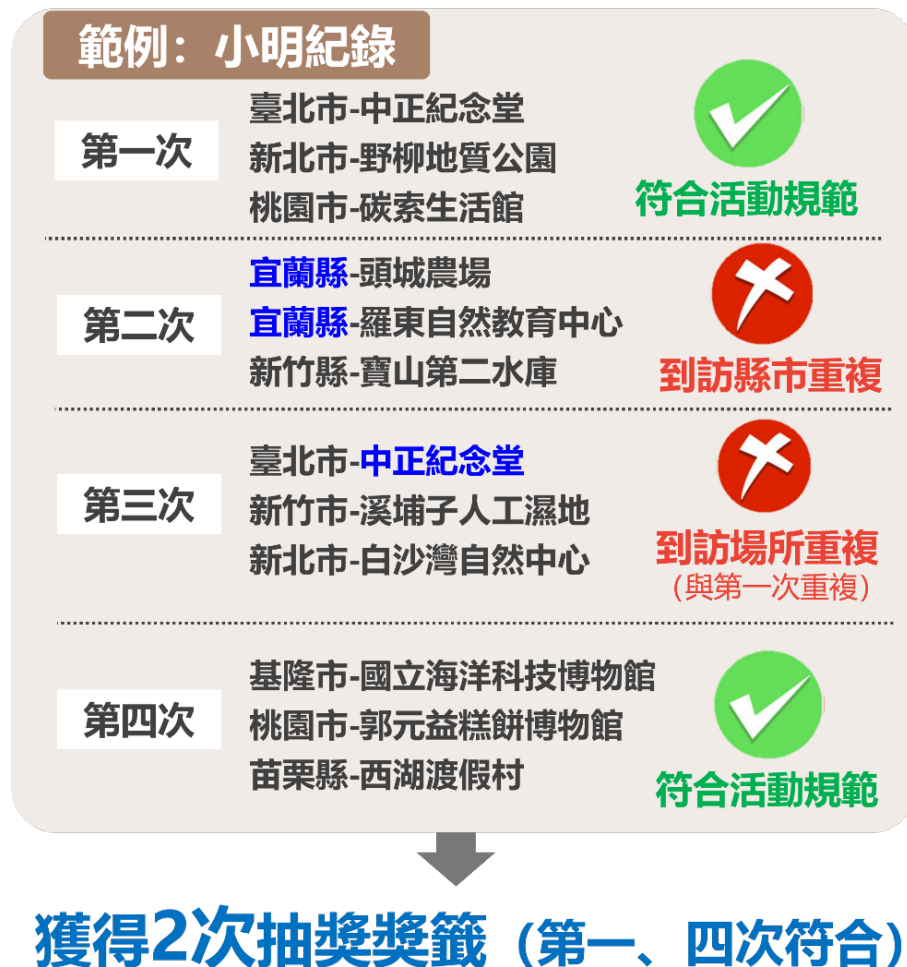 範例：小明紀錄
第一次
臺北市-中正紀念堂
新北市-野柳地質公園
桃園市-碳索生活館
符合活動規範
第二次
宜蘭縣-頭城農場
宜蘭縣-羅東自然教育中心
新竹縣-寶山第二水庫
到訪縣市重複
第三次
臺北市-中正紀念堂
新竹市-溪埔子人工濕地
新北市-白沙灣自然中心
到訪場所重複
（與第一次重複）
第四次
基隆市-國立海洋科技博物館
桃園市-郭元益糕餅博物館
苗栗縣-西湖渡假村
符合活動規範
獲得2次抽獎獎籤（第一、四次符合）